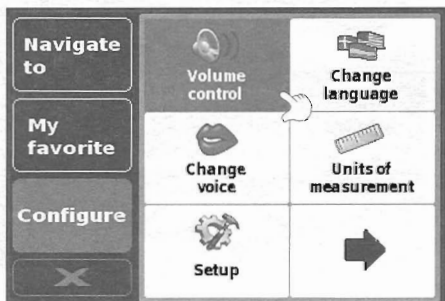 Navigate
to
My
favorite
Configure
Volume
control
Change
language
Change
voice
Units of
measurement
Setup